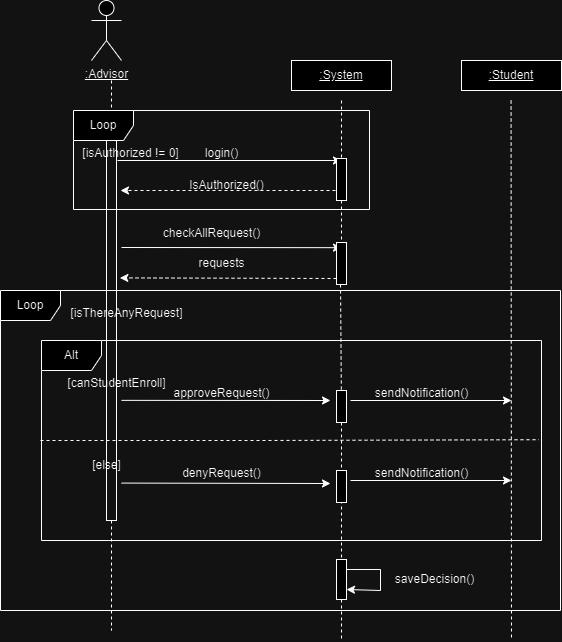 :Advisor
:System
:Student
Loop
[isAuthorized != 0]
login()
IsAuthorized()
checkAllRequest()
requests
Loop
[isThereAnyRequest]
Alt
[canStudentEnroll]
approveRequest()
sendNotification()
[else]
denyRequest()
sendNotification()
saveDecision()